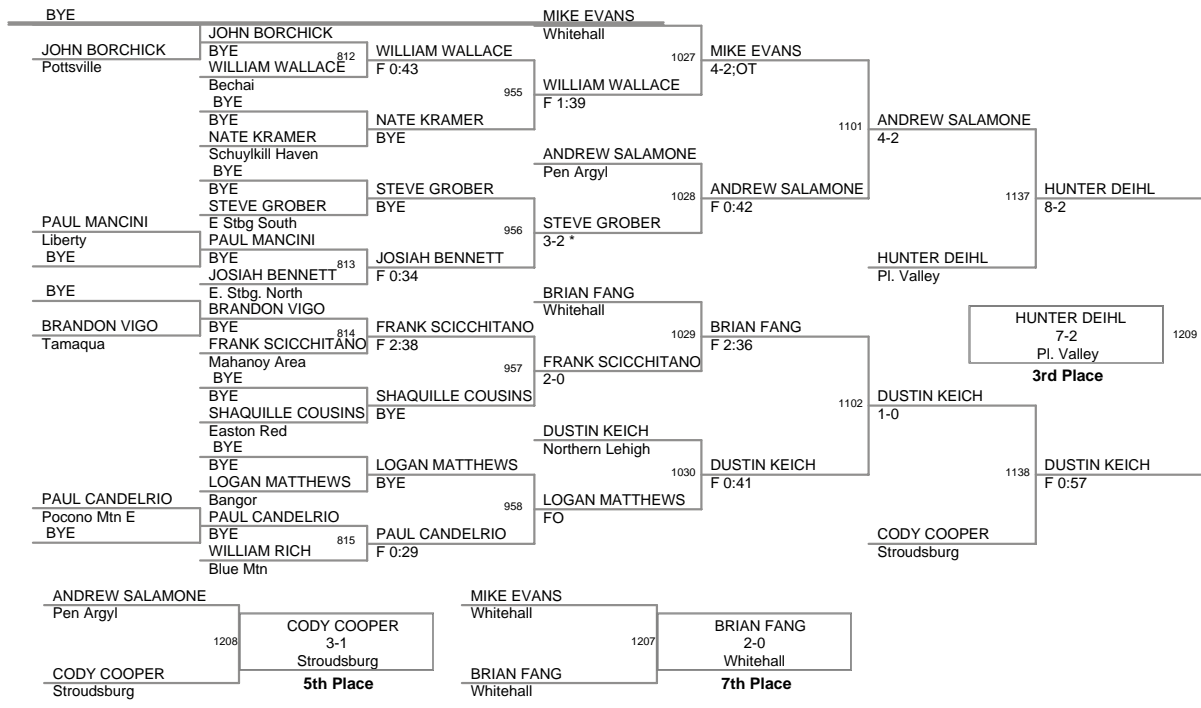 BYE
JOHN BORCHICK
Pottsville
JOHN BORCHICK
BYE
812
WILLIAM WALLACE
Bechai
BYE
BYE
NATE KRAMER
Schuylkill Haven
BYE
BYE
STEVE GROBER
E Stbg South
PAUL MANCINI
Liberty
BYE
PAUL MANCINI
BYE
813
JOSIAH BENNETT
E. Stbg. North
BYE
BRANDON VIGO
Tamaqua
BRANDON VIGO
BYE
814
FRANK SCICCHITANO
Mahanoy Area
BYE
BYE
SHAQUILLE COUSINS
Easton Red
BYE
BYE
LOGAN MATTHEWS
Bangor
PAUL CANDELRIO
Pocono Mtn E
BYE
PAUL CANDELRIO
BYE
815
WILLIAM RICH
Blue Mtn
WILLIAM WALLACE
F 0:43
955
NATE KRAMER
BYE
STEVE GROBER
BYE
956
JOSIAH BENNETT
F 0:34
FRANK SCICCHITANO
F 2:38
957
SHAQUILLE COUSINS
BYE
LOGAN MATTHEWS
BYE
958
PAUL CANDELRIO
F 0:29
MIKE EVANS
Whitehall
1027
WILLIAM WALLACE
F 1:39
ANDREW SALAMONE
Pen Argyl
1028
STEVE GROBER
3-2 *
BRIAN FANG
Whitehall
1029
FRANK SCICCHITANO
2-0
DUSTIN KEICH
Northern Lehigh
1030
LOGAN MATTHEWS
FO
MIKE EVANS
4-2;OT
1101
ANDREW SALAMONE
F 0:42
BRIAN FANG
2:36
1102
DUSTIN KEICH
F 0:41
ANDREW SALAMONE
4-2
1137
HUNTER DEIHL
Pl. Valley
DUSTIN KEICH
1-0
1138
CODY COOPER
Stroudsburg
HUNTER DEIHL
8-2
HUNTER DEIHL
7-2
Pl. Valley
1209
3rd Place
DUSTIN KEICH
F 0:57
ANDREW SALAMONE
Pen Argyl
1208
CODY COOPER
Stroudsburg
CODY COOPER
3-1
Stroudsburg
5th Place
MIKE EVANS
Whitehall
1207
BRIAN FANG
Whitehall
BRIAN FANG
2-0
Whitehall
7th Place